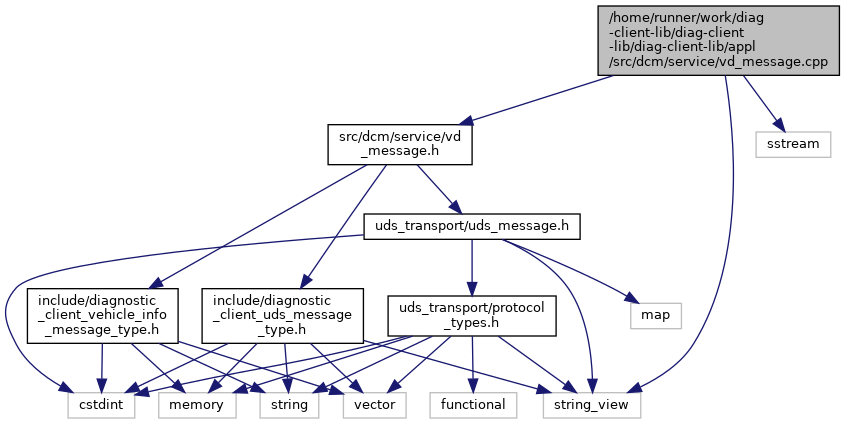 /home/runner/work/diag
-client-lib/diag-client
-lib/diag-client-lib/appl
/src/dcm/service/vd_message.cpp
src/dcm/service/vd
_message.h
sstream
uds_transport/uds_message.h
include/diagnostic
_client_vehicle_info
_message_type.h
include/diagnostic
_client_uds_message
_type.h
uds_transport/protocol
_types.h
map
cstdint
memory
string
vector
functional
string_view